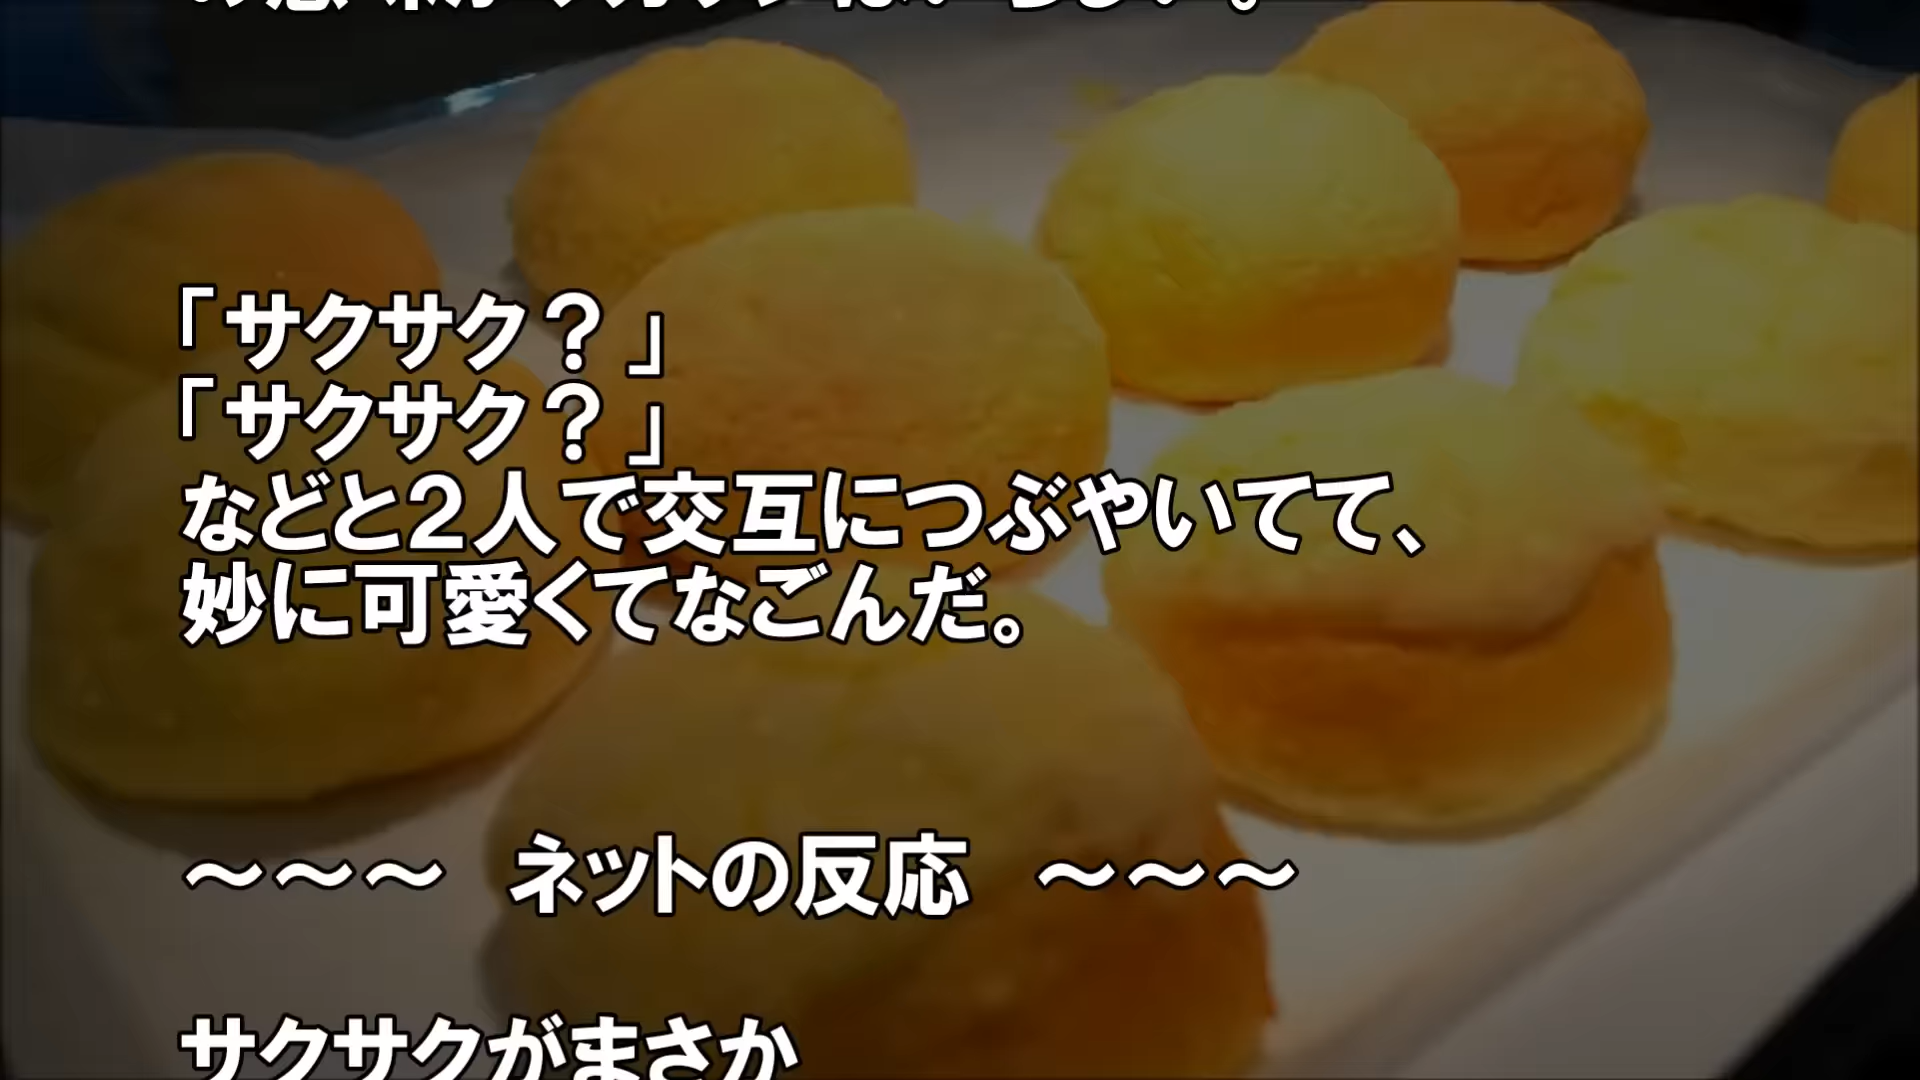 「サクサク？」
「サクサク？」
などと２人で交互につぶやいてて、
妙に可愛くてなごんだ。
～～～　ネットの反応　～～～
サクサクがまさか